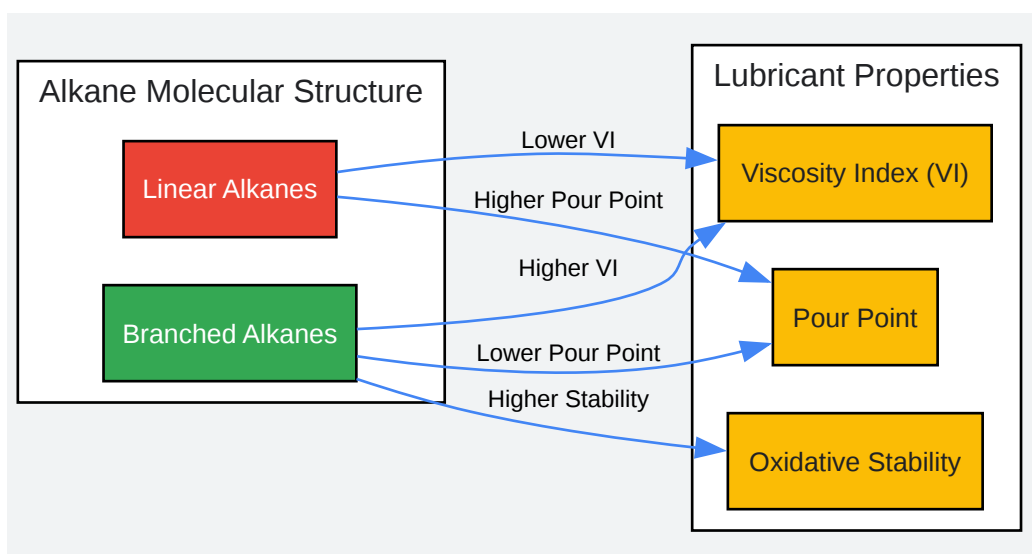 Alkane Molecular Structure
Linear Alkanes
Branched Alkanes
Lower VI
Higher Pour Point
Higher VI
Lower Pour Point
Higher Stability
Lubricant Properties
Viscosity Index (VI)
Pour Point
Oxidative Stability